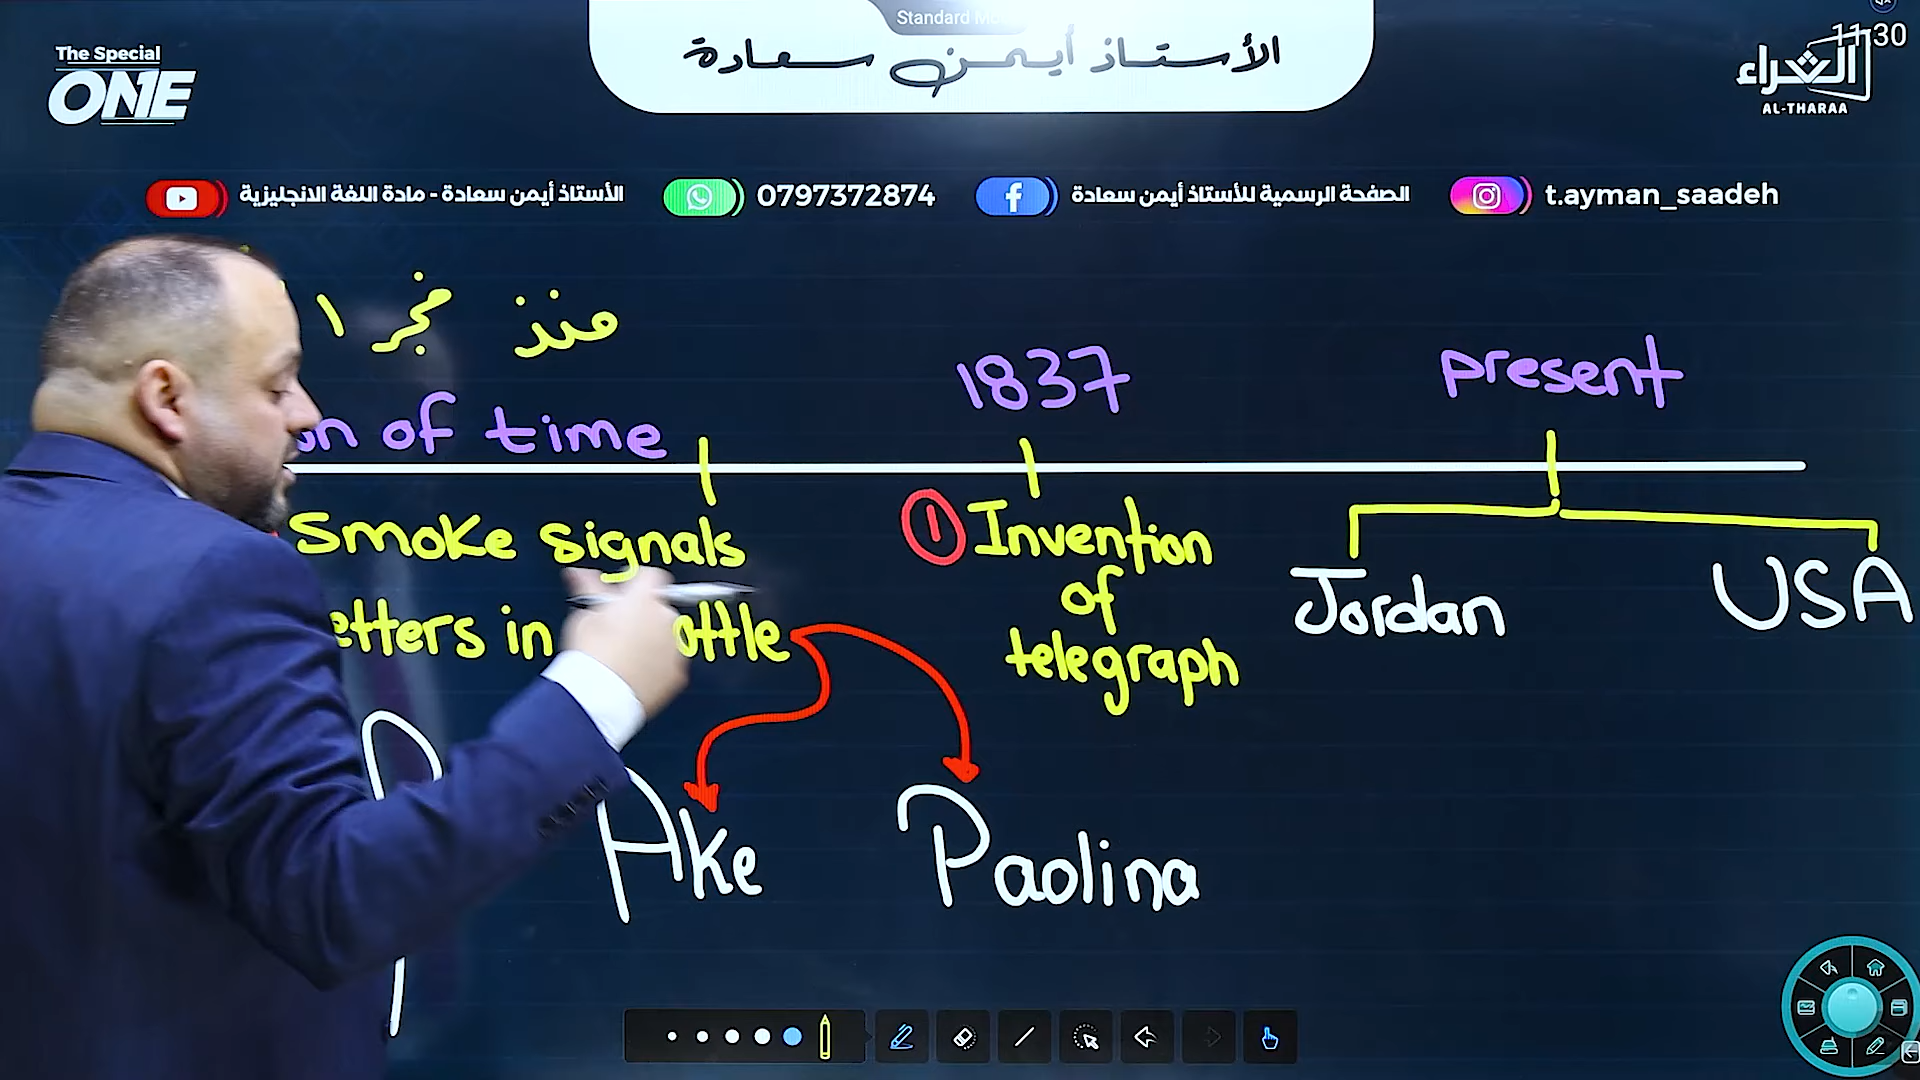 Standard
11:30
The Special
ONE
الأستاذ أيمن سعادة
الثراء
AL-THARAA
الأستاذ أيمن سعادة - مادة اللغة الانجليزية
0797372874
الصفحة الرسمية للأستاذ أيمن سعادة
t.ayman_saadeh
منذ فجر ا
of time
1837
present
Smoke signals
etters in ottle
① Invention
of
telegraph
Jordan
USA
Ake
Paolina